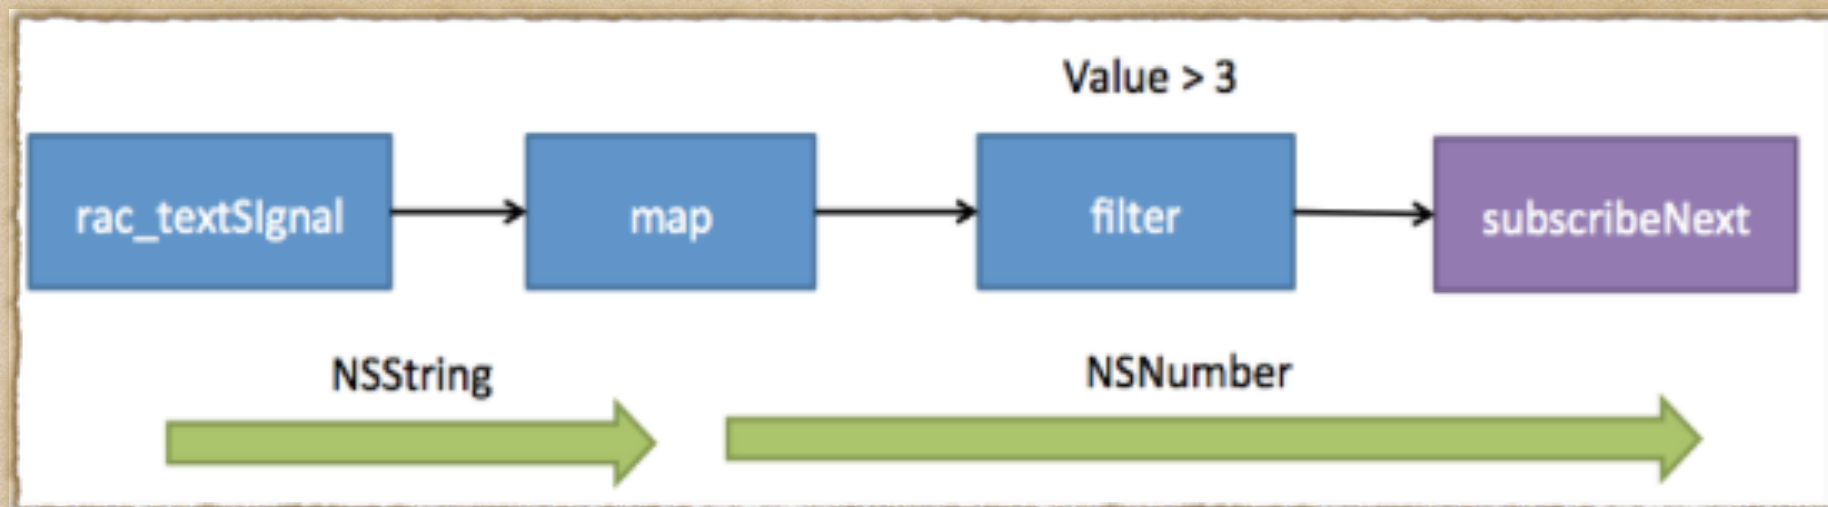 Value > 3
rac_textSIgnal
map
filter
subscribeNext
NSString
NSNumber